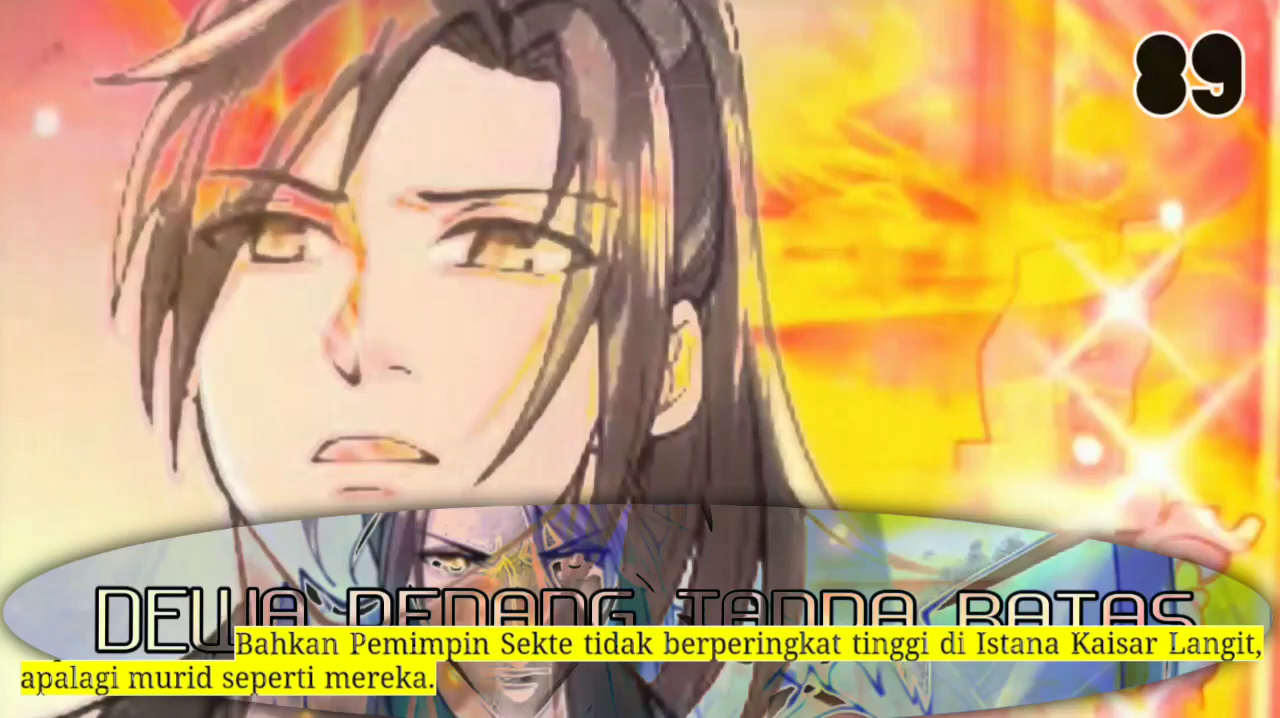 89
DEWA PEDANG TANPA BATAS
Bahkan Pemimpin Sekte tidak berperingkat tinggi di Istana Kaisar Langit,
apalagi murid seperti mereka.